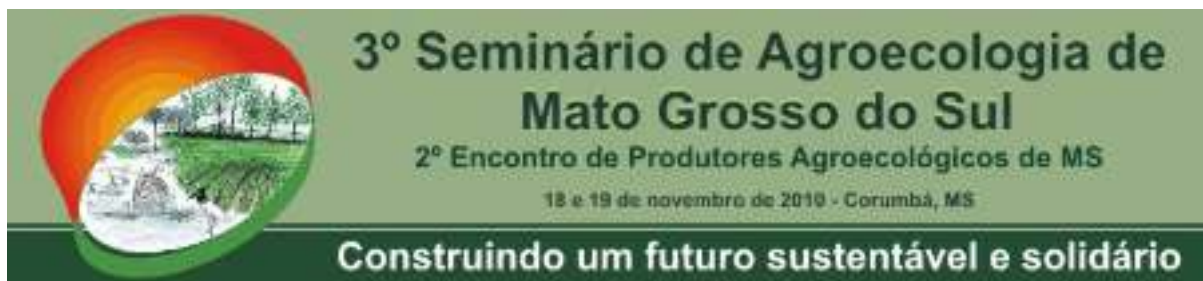 3º Seminário de Agroecologia de
Mato Grosso do Sul
2º Encontro de Produtores Agroecológicos de MS
18 e 19 de novembro de 2010 - Corumbá, MS
Construindo um futuro sustentável e solidário